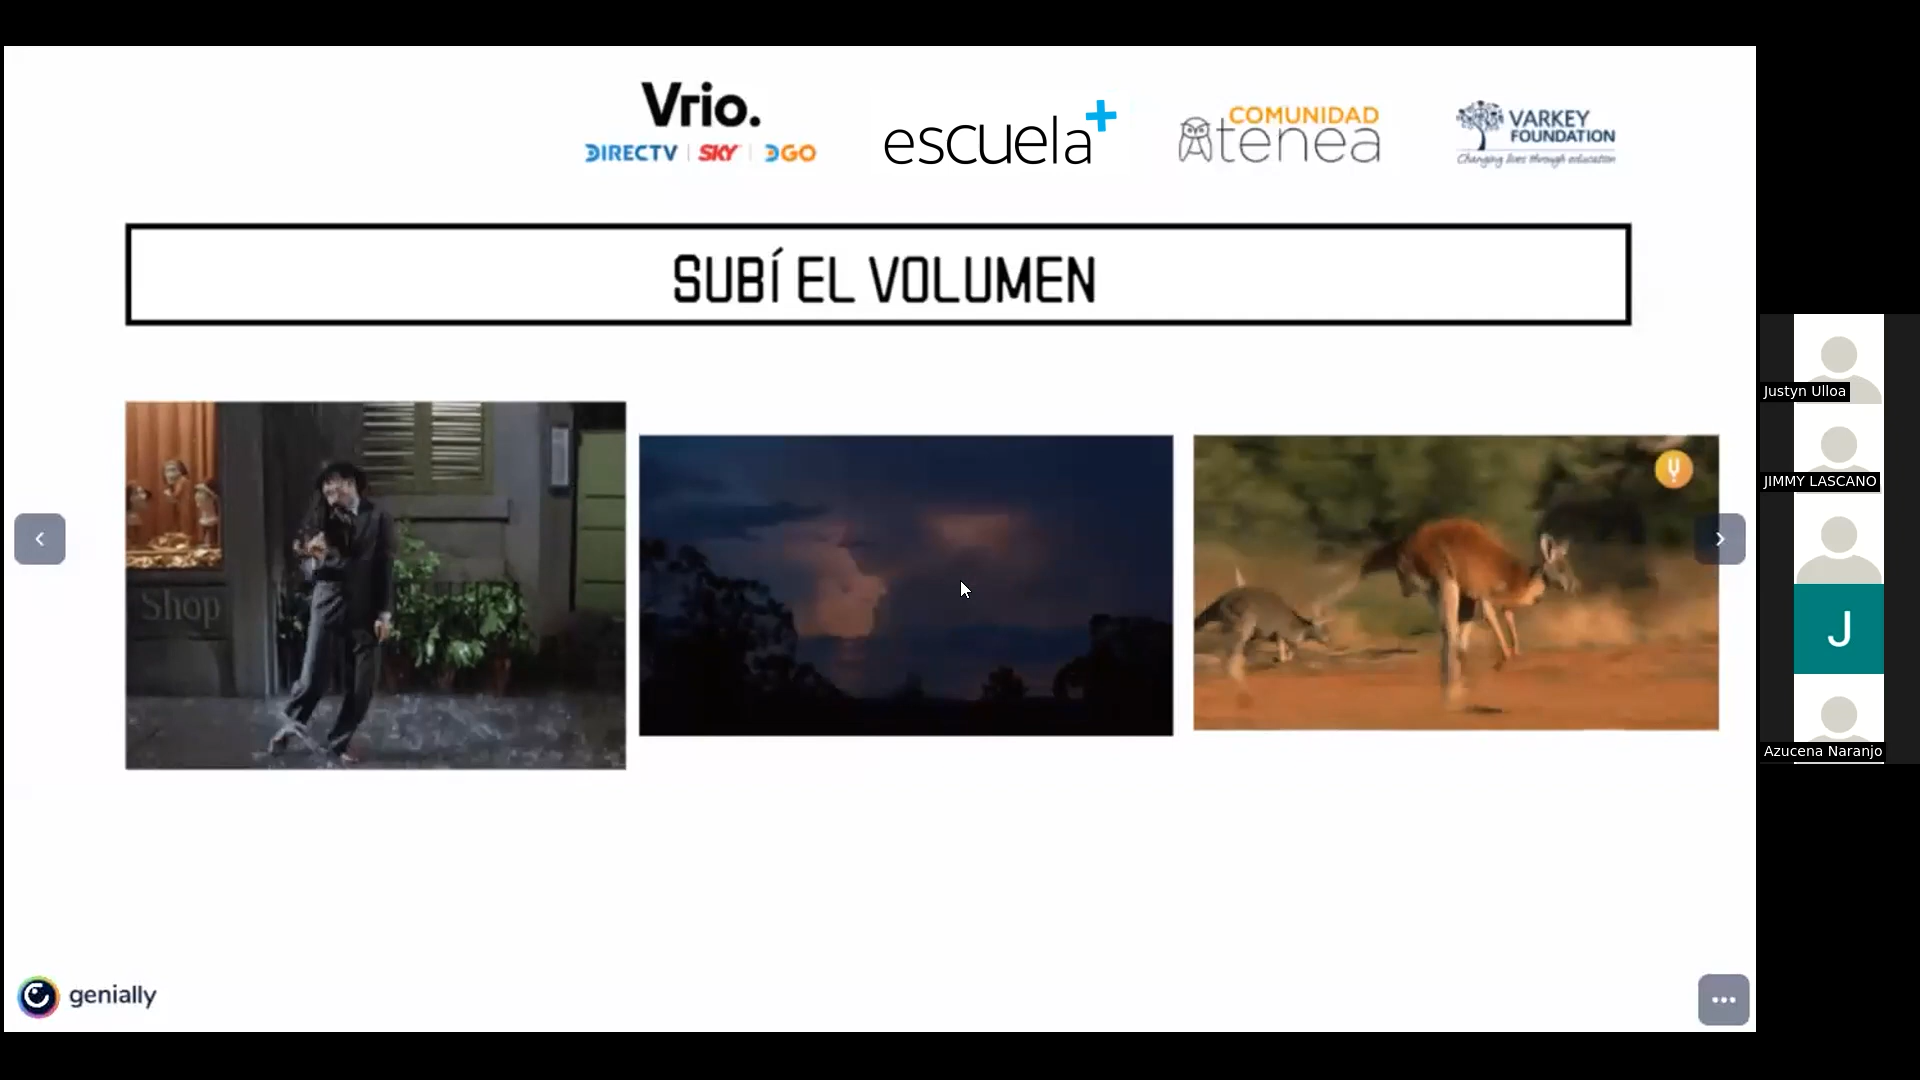 Vrio.
DIRECTV | SKY | DGO
escuela+
COMUNIDAD
atenea
VARKEY
FOUNDATION
Changing lives through education
SUBÍ EL VOLUMEN
Shop
Justyn Ulloa
JIMMY LASCANO
J
Azucena Naranjo
genially